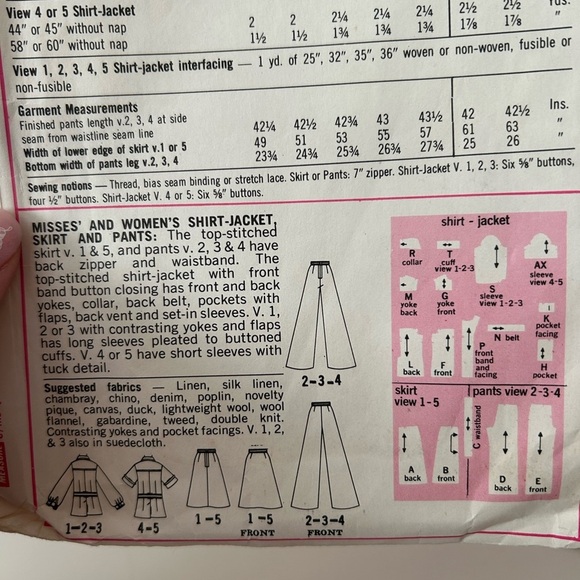 View 4 or 5 Shirt-Jacket
44″ or 45″ without nap 2 2 2¼ 2¼ 2¼ 2½ 2½ Yds.
58″ or 60″ without nap 1½ 1½ 1¾ 1¾ 1¾ 1⅞ 1⅞ ″
View 1, 2, 3, 4, 5 Shirt-jacket interfacing — 1 yd. of 25″, 32″, 35″, 36″ woven or non-woven, fusible or
non-fusible
Garment Measurements
Finished pants length v.2, 3, 4 at side
seam from waistline seam line 42¼ 42½ 42¾ 43 43½ 42 42½ Ins.
Width of lower edge of skirt v.1 or 5 49 51 53 55 57 61 63 ″
Bottom width of pants leg v.2, 3, 4 23¾ 24¾ 25¾ 26¾ 27¾ 25 26 ″
Sewing notions — Thread, bias seam binding or stretch lace. Skirt or Pants: 7″ zipper. Shirt-Jacket V. 1, 2, 3: Six ⅝″ buttons,
four ½″ buttons. Shirt-Jacket V. 4 or 5: Six ⅝″ buttons.
MISSES' AND WOMEN'S SHIRT-JACKET,
SKIRT AND PANTS: The top-stitched
skirt v. 1 & 5, and pants v. 2, 3 & 4 have
back zipper and waistband. The
top-stitched shirt-jacket with front
band button closing has front and back
yokes, collar, back belt, pockets with
flaps, back vent and set-in sleeves. V. 1,
2 or 3 with contrasting yokes and flaps
has long sleeves pleated to buttoned
cuffs. V. 4 or 5 have short sleeves with
tuck detail.
Suggested fabrics — Linen, silk linen,
chambray, chino, denim, poplin, novelty
pique, canvas, duck, lightweight wool, wool
flannel, gabardine, tweed, double knit.
Contrasting yokes and pocket facings. V. 1, 2,
& 3 also in suedecloth.
1-2-3
4-5
1-5
1-5
FRONT
2-3-4
2-3-4
FRONT
shirt - jacket
R
collar
T
cuff
view 1-2-3
S
sleeve
view 1-2-3
AX
sleeve
view 4-5
M
yoke
back
G
yoke
front
K
pocket
facing
N belt
L
back
F
front
P
front
band
and
facing
H
pocket
skirt
view 1-5
A
back
B
front
C waistband
pants view 2-3-4
D
back
E
front